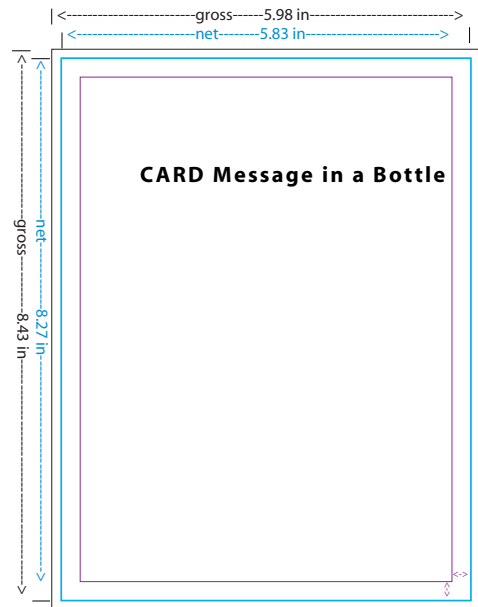 |<-------------------------gross------5.98 in---------------------------->|
|<------------------------net--------5.83 in--------------------------->|
CARD Message in a Bottle
<--------------------------gross------------8.43 in----------------------------------------------->
<--------------------------net------------8.27 in------------------------------------------->
<->
<->